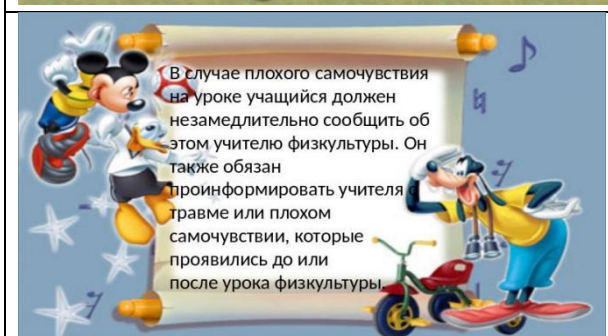 В случае плохого самочувствия
на уроке учащийся должен
незамедлительно сообщить об
этом учителю физкультуры. Он
также обязан
проинформировать учителя о
травме или плохом
самочувствии, которые
проявились до или
после урока физкультуры.